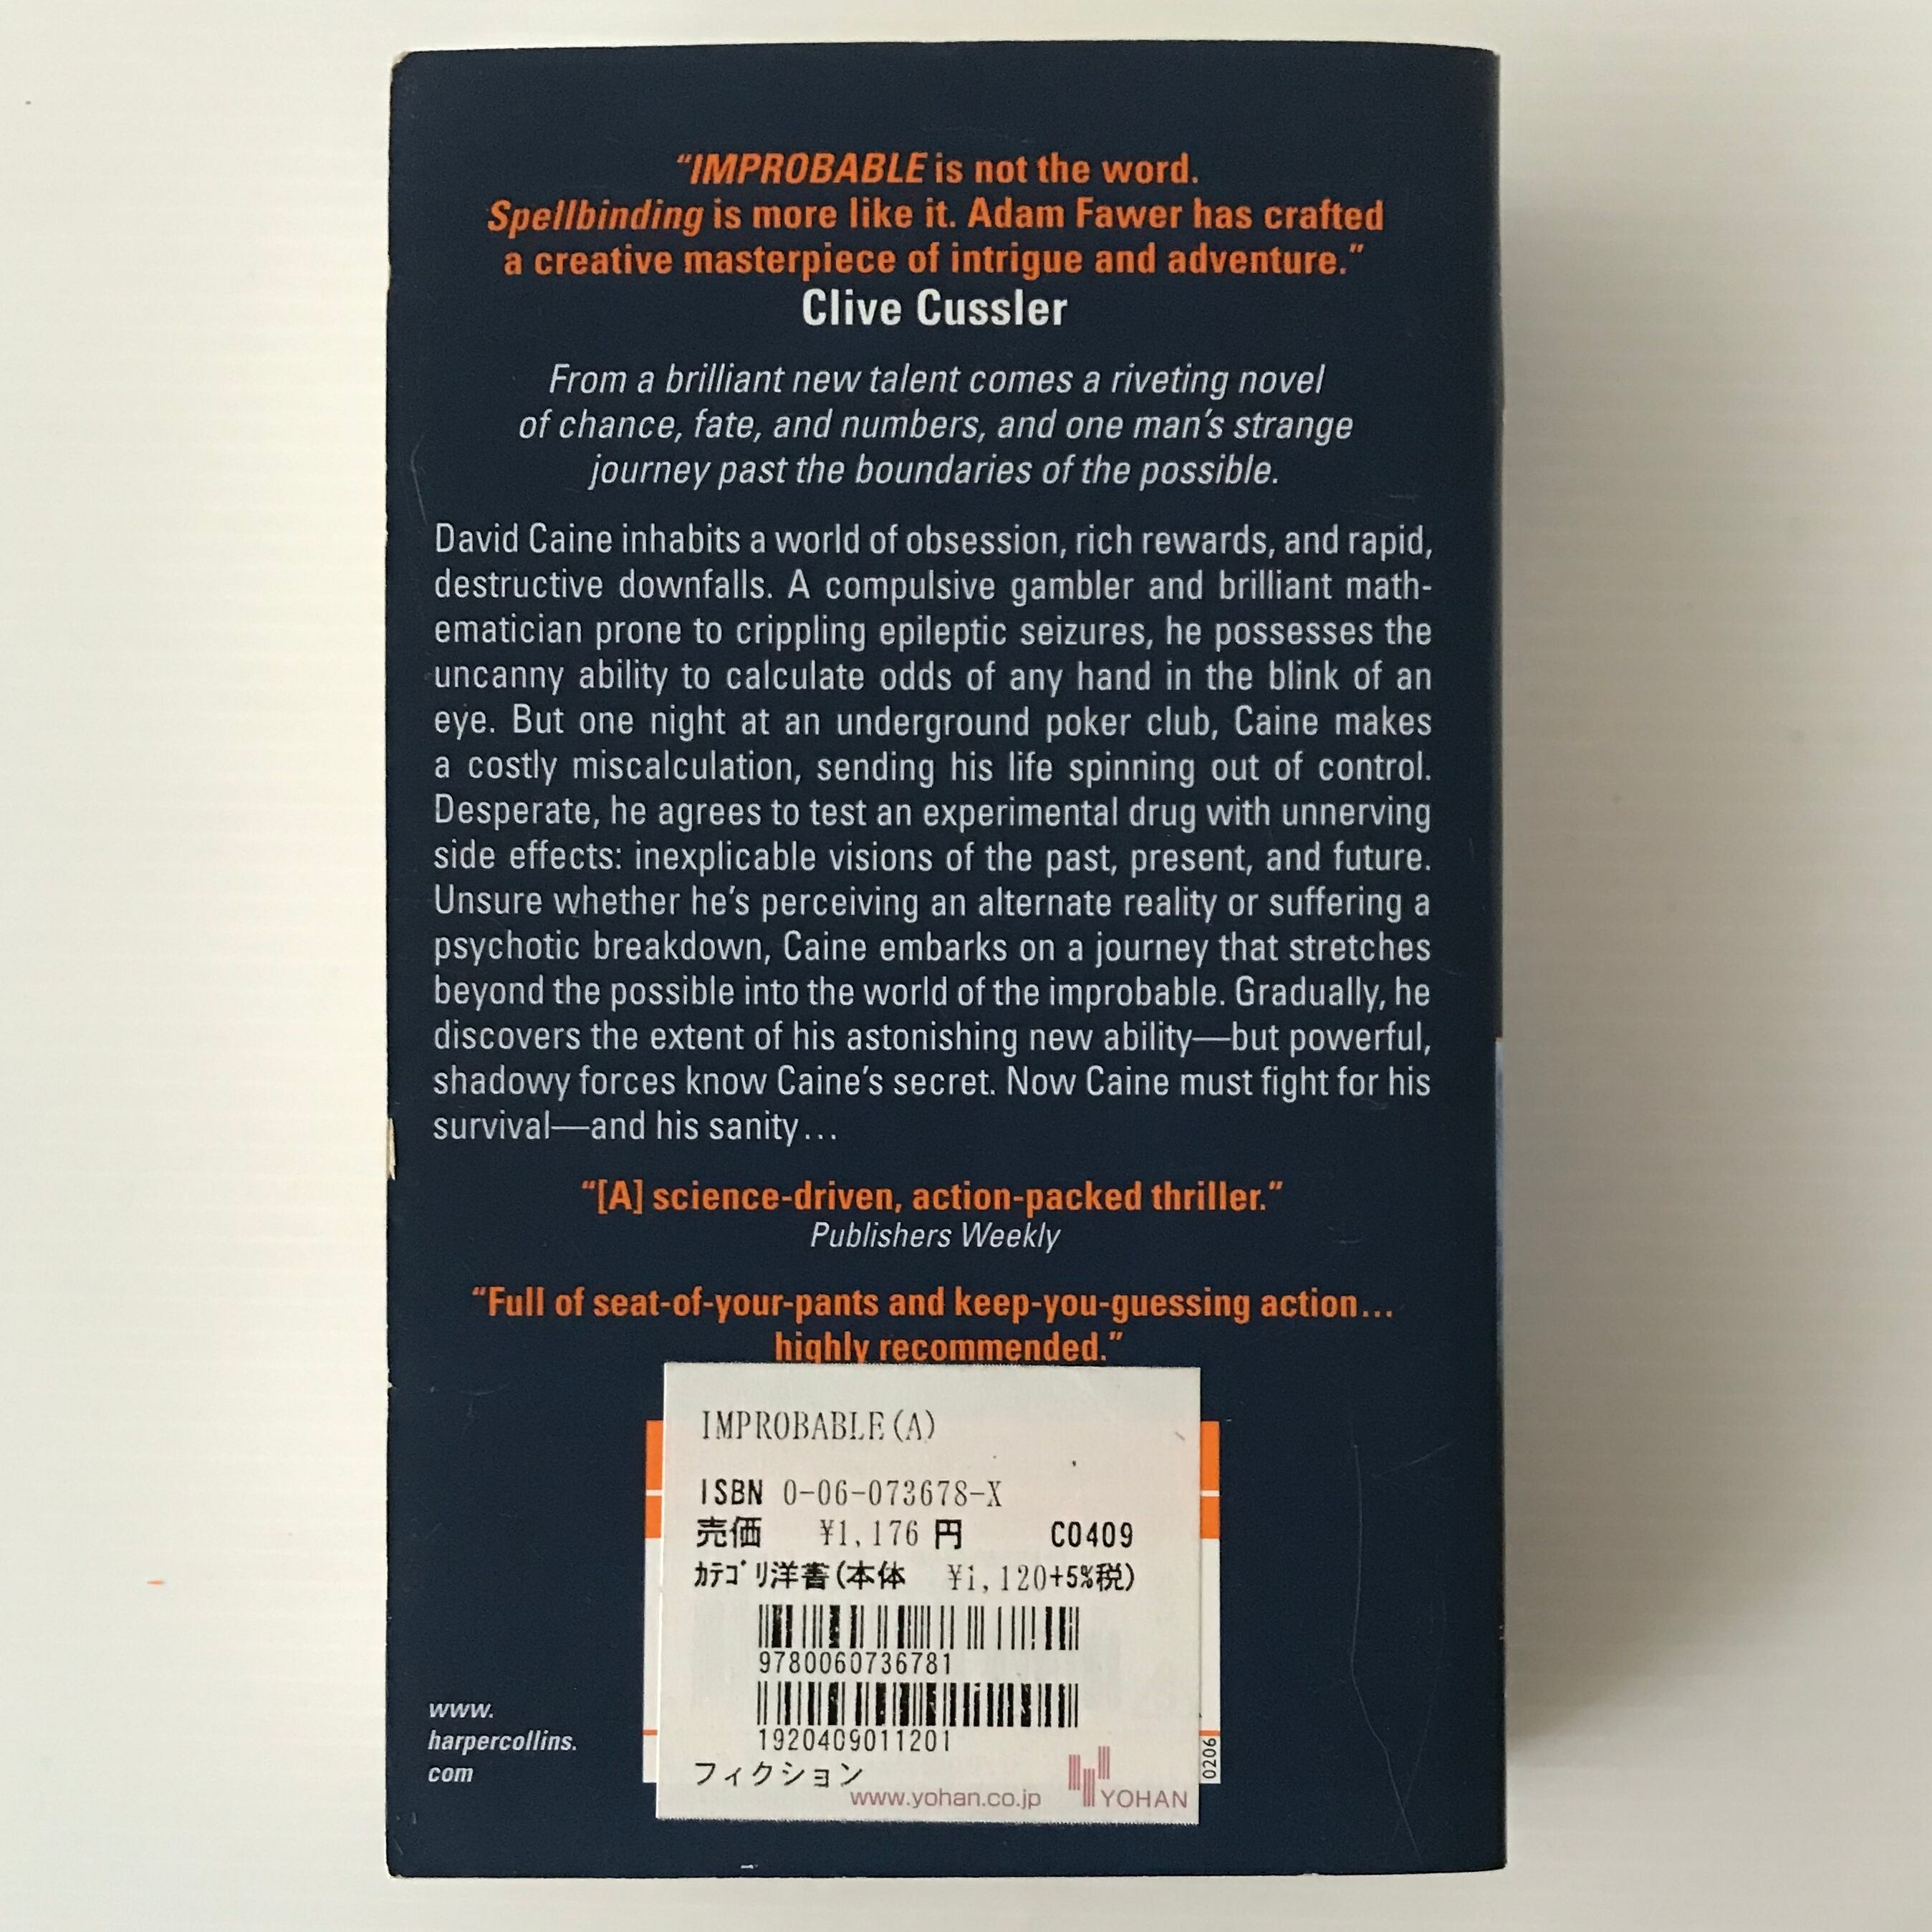 “IMPROBABLE is not the word.
Spellbinding is more like it. Adam Fawer has crafted
a creative masterpiece of intrigue and adventure.”
Clive Cussler
From a brilliant new talent comes a riveting novel
of chance, fate, and numbers, and one man’s strange
journey past the boundaries of the possible.
David Caine inhabits a world of obsession, rich rewards, and rapid,
destructive downfalls. A compulsive gambler and brilliant math-
ematician prone to crippling epileptic seizures, he possesses the
uncanny ability to calculate odds of any hand in the blink of an
eye. But one night at an underground poker club, Caine makes
a costly miscalculation, sending his life spinning out of control.
Desperate, he agrees to test an experimental drug with unnerving
side effects: inexplicable visions of the past, present, and future.
Unsure whether he’s perceiving an alternate reality or suffering a
psychotic breakdown, Caine embarks on a journey that stretches
beyond the possible into the world of the improbable. Gradually, he
discovers the extent of his astonishing new ability—but powerful,
shadowy forces know Caine’s secret. Now Caine must fight for his
survival—and his sanity...
“[A] science-driven, action-packed thriller.”
Publishers Weekly
“Full of seat-of-your-pants and keep-you-guessing action...
highly recommended.”
IMPROBABLE(A)
ISBN 0-06-073678-X
売価 ¥1,176 円 C0409
ｶﾃｺﾞﾘ洋書(本体 ¥1,120+5%税)
9780060736781
1920409011201
フィクション
www.yohan.co.jp YOHAN
0206
www.
harpercollins.
com